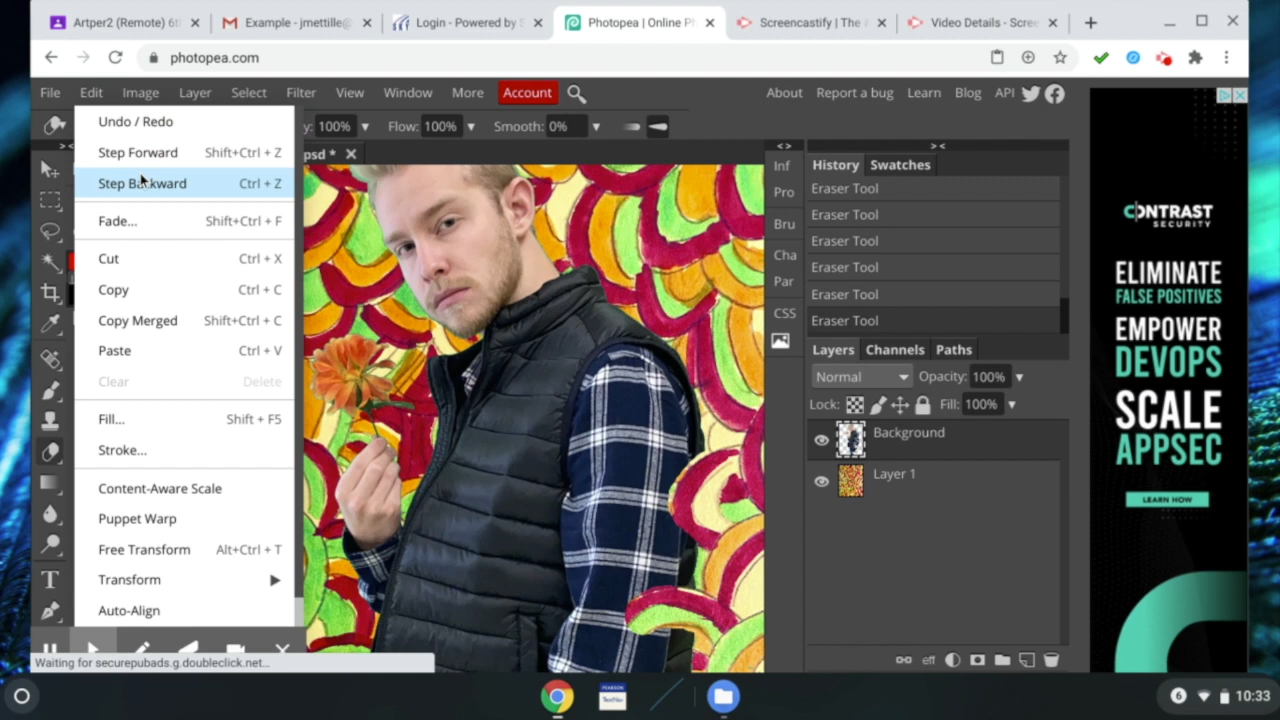 Artper2 (Remote) 6t
Example - jmettille@
Login - Powered by
Photopea | Online Ph
Screencastify | The
Video Details - Scree
photopea.com
File Edit Image Layer Select Filter View Window More Account
About Report a bug Learn Blog API
y: 100% Flow: 100% Smooth: 0%
psd *
Undo / Redo
Step Forward Shift+Ctrl + Z
Step Backward Ctrl + Z
Fade... Shift+Ctrl + F
Cut Ctrl + X
Copy Ctrl + C
Copy Merged Shift+Ctrl + C
Paste Ctrl + V
Clear Delete
Fill... Shift + F5
Stroke...
Content-Aware Scale
Puppet Warp
Free Transform Alt+Ctrl + T
Transform
Auto-Align
> <
< >
> <
Inf
Pro
Bru
Cha
Par
CSS
History Swatches
Eraser Tool
Eraser Tool
Eraser Tool
Eraser Tool
Eraser Tool
Eraser Tool
Layers Channels Paths
Normal Opacity: 100%
Lock: Fill: 100%
Background
Layer 1
eff
CONTRAST
SECURITY
ELIMINATE
FALSE POSITIVES
EMPOWER
DEVOPS
SCALE
APPSEC
LEARN HOW
Waiting for securepubads.g.doubleclick.net...
PEARSON
TestNav
6 10:33